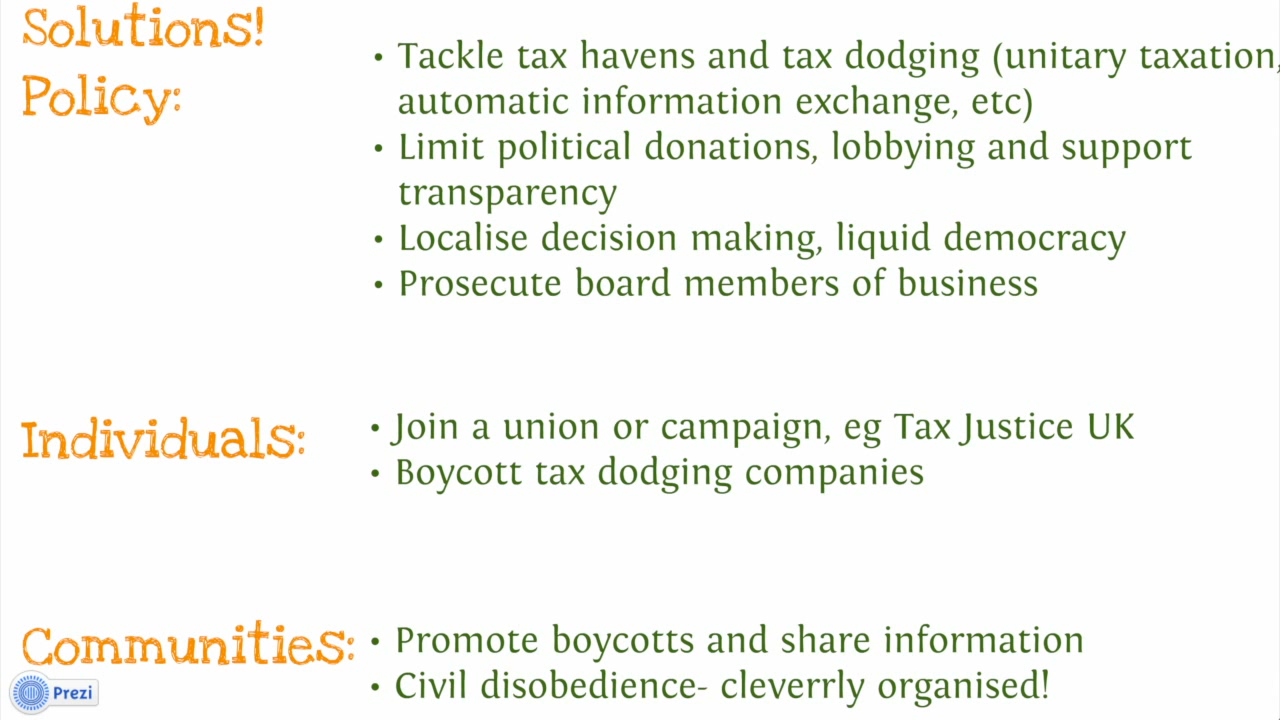 Solutions!
Policy:
• Tackle tax havens and tax dodging (unitary taxation,
automatic information exchange, etc)
• Limit political donations, lobbying and support
transparency
• Localise decision making, liquid democracy
• Prosecute board members of business
Individuals:
• Join a union or campaign, eg Tax Justice UK
• Boycott tax dodging companies
Communities:
• Promote boycotts and share information
• Civil disobedience- cleverrly organised!
Prezi